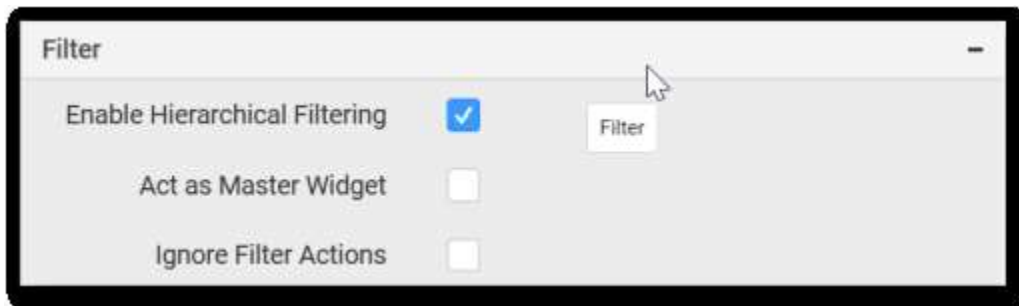 Filter
Enable Hierarchical Filtering
Filter
Act as Master Widget
Ignore Filter Actions